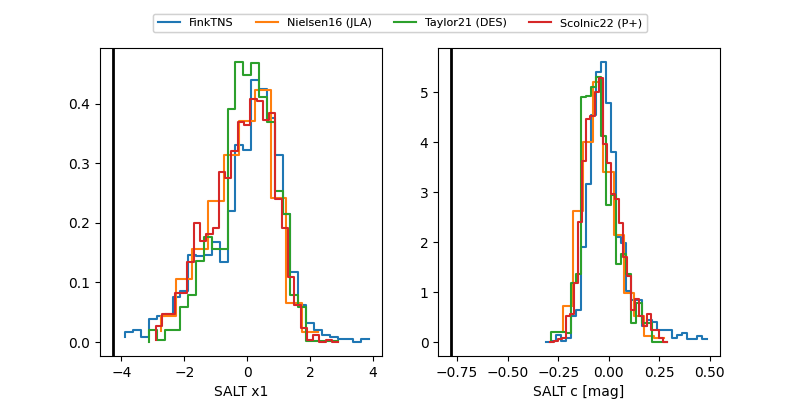 FinkTNS Nielsen16 (JLA) Taylor21 (DES) Scolnic22 (P+)
0.4
0.3
0.2
0.1
0.0
−4 −2 0 2 4
SALT x1
5
4
3
2
1
0
−0.75 −0.50 −0.25 0.00 0.25 0.50
SALT c [mag]